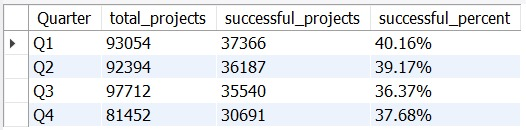 Quarter total_projects successful_projects successful_percent
Q1 93054 37366 40.16%
Q2 92394 36187 39.17%
Q3 97712 35540 36.37%
Q4 81452 30691 37.68%